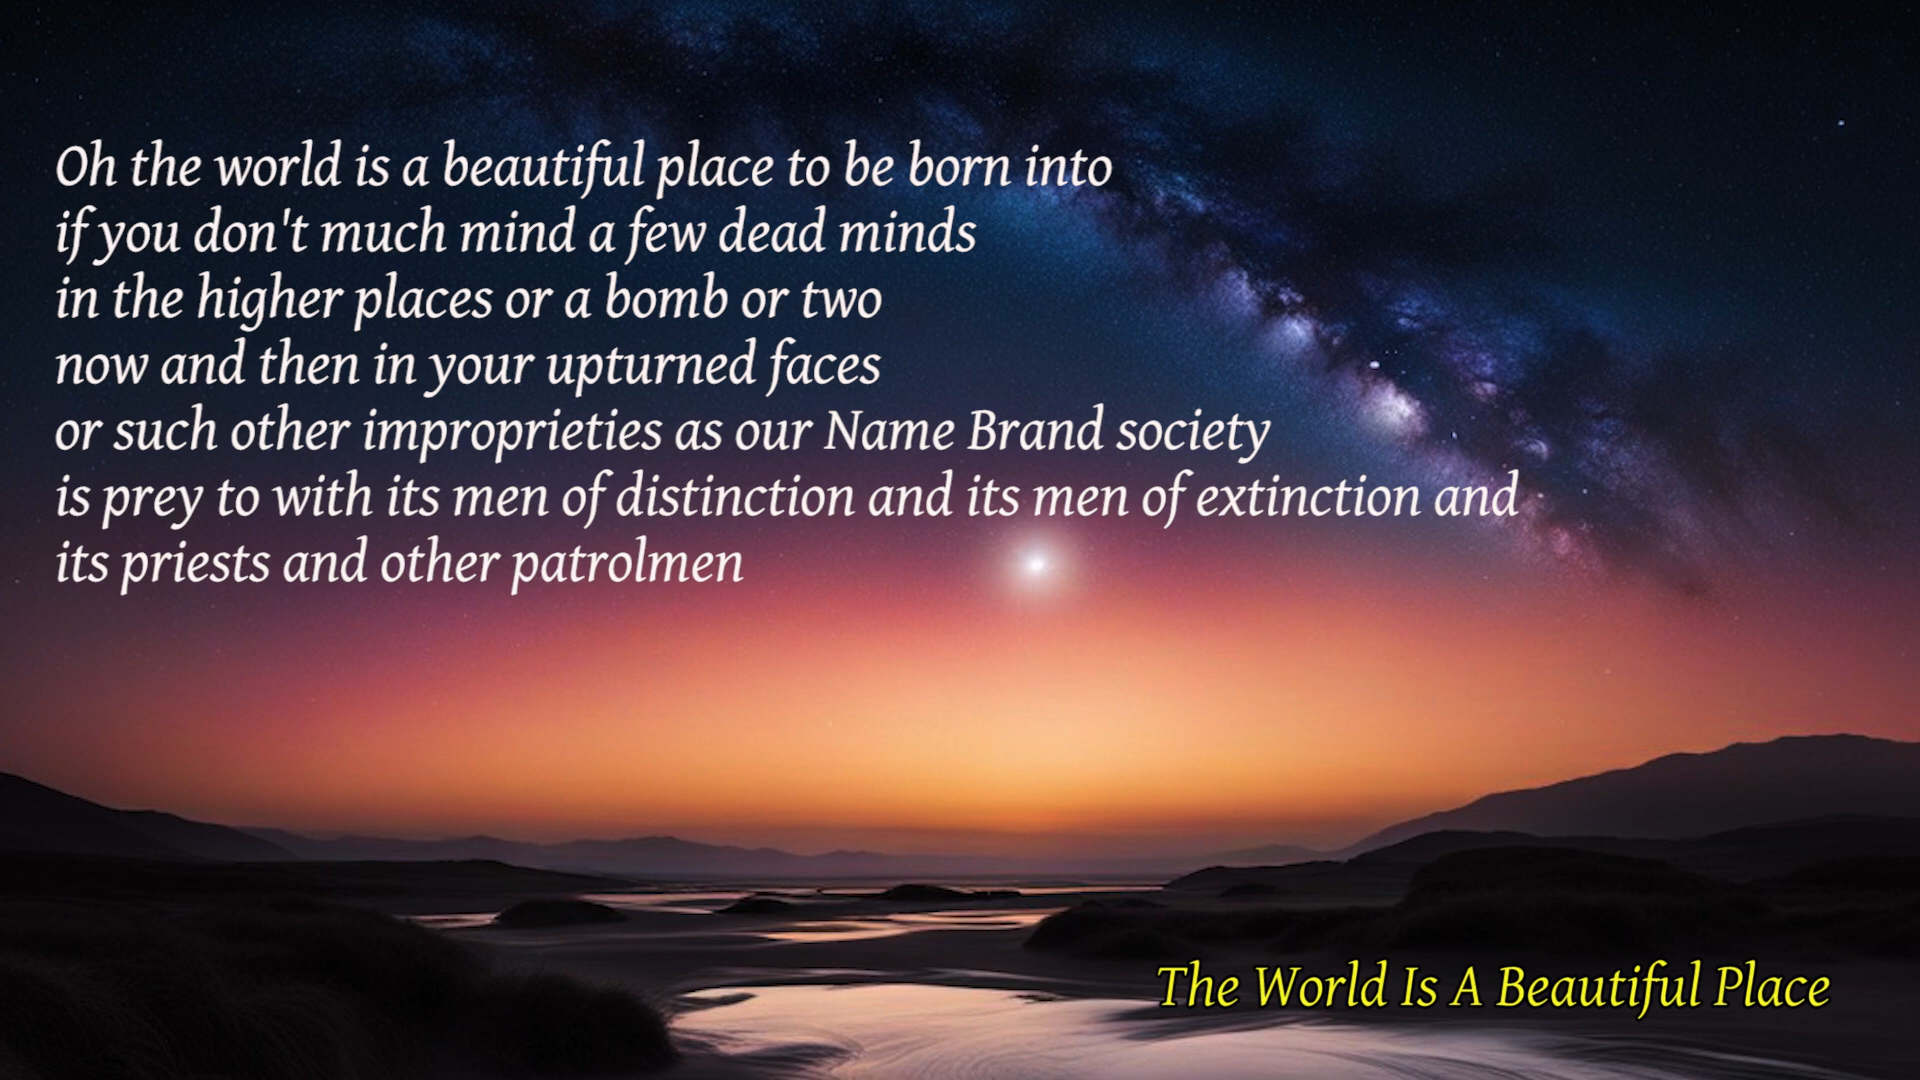 Oh the world is a beautiful place to be born into
if you don't much mind a few dead minds
in the higher places or a bomb or two
now and then in your upturned faces
or such other improprieties as our Name Brand society
is prey to with its men of distinction and its men of extinction and
its priests and other patrolmen
The World Is A Beautiful Place